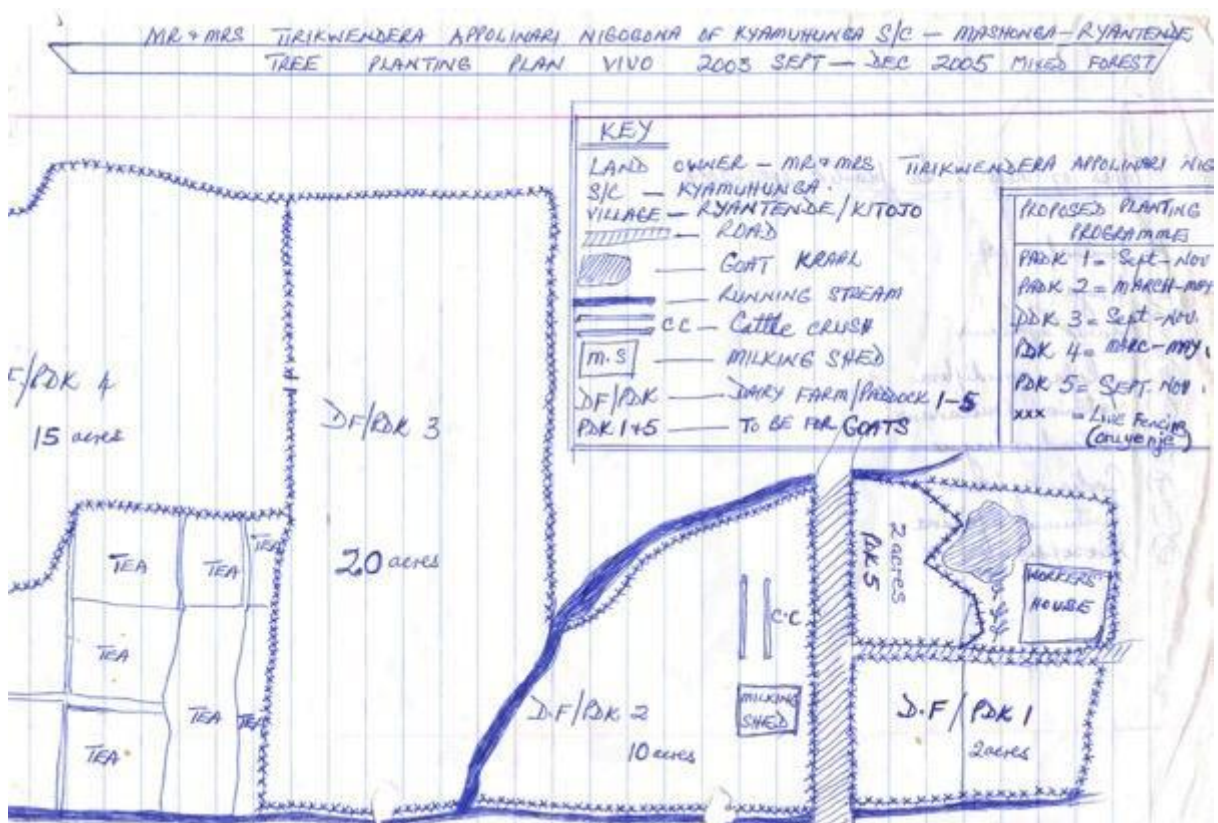 MR & MRS TIRIKWENDERA APPOLINARI NIGOGONA OF KYAMUHUNGA S/C — MASHONGA-RYANTENDE
TREE PLANTING PLAN VIVO 2003 SEPT — DEC 2005 MIXED FOREST
KEY
LAND OWNER — MR & MRS TIRIKWENDERA APPOLINARI NIG
S/C — KYAMUHUNGA.
VILLAGE — RYANTENDE/KITOJO
ROAD
GOAT KRAAL
RUNNING STREAM
C C — Cattle CRUSH
M.S — MILKING SHED
DF/PDK — DAIRY FARM/PADDOCK 1-5
PDK 1+5 — TO BE FOR GOATS
PROPOSED PLANTING
PROGRAMME
PADK 1 = Sept-Nov
PADK 2 = MARCH-MAY
PDK 3 = Sept-Nov.
PDK 4 = MARC-MAY.
PDK 5 = SEPT. NOV.
xxx = LIVE Fencing
F/PDK 4
15 acres
DF/PDK 3
20 acres
TEA
TEA
TEA
TEA
TEA
TEA
TEA
D.F/PDK 2
10 acres
C.C
MILKING
SHED
2 acres
PDK 5
WORKERS
HOUSE
D.F/PDK 1
2 acres